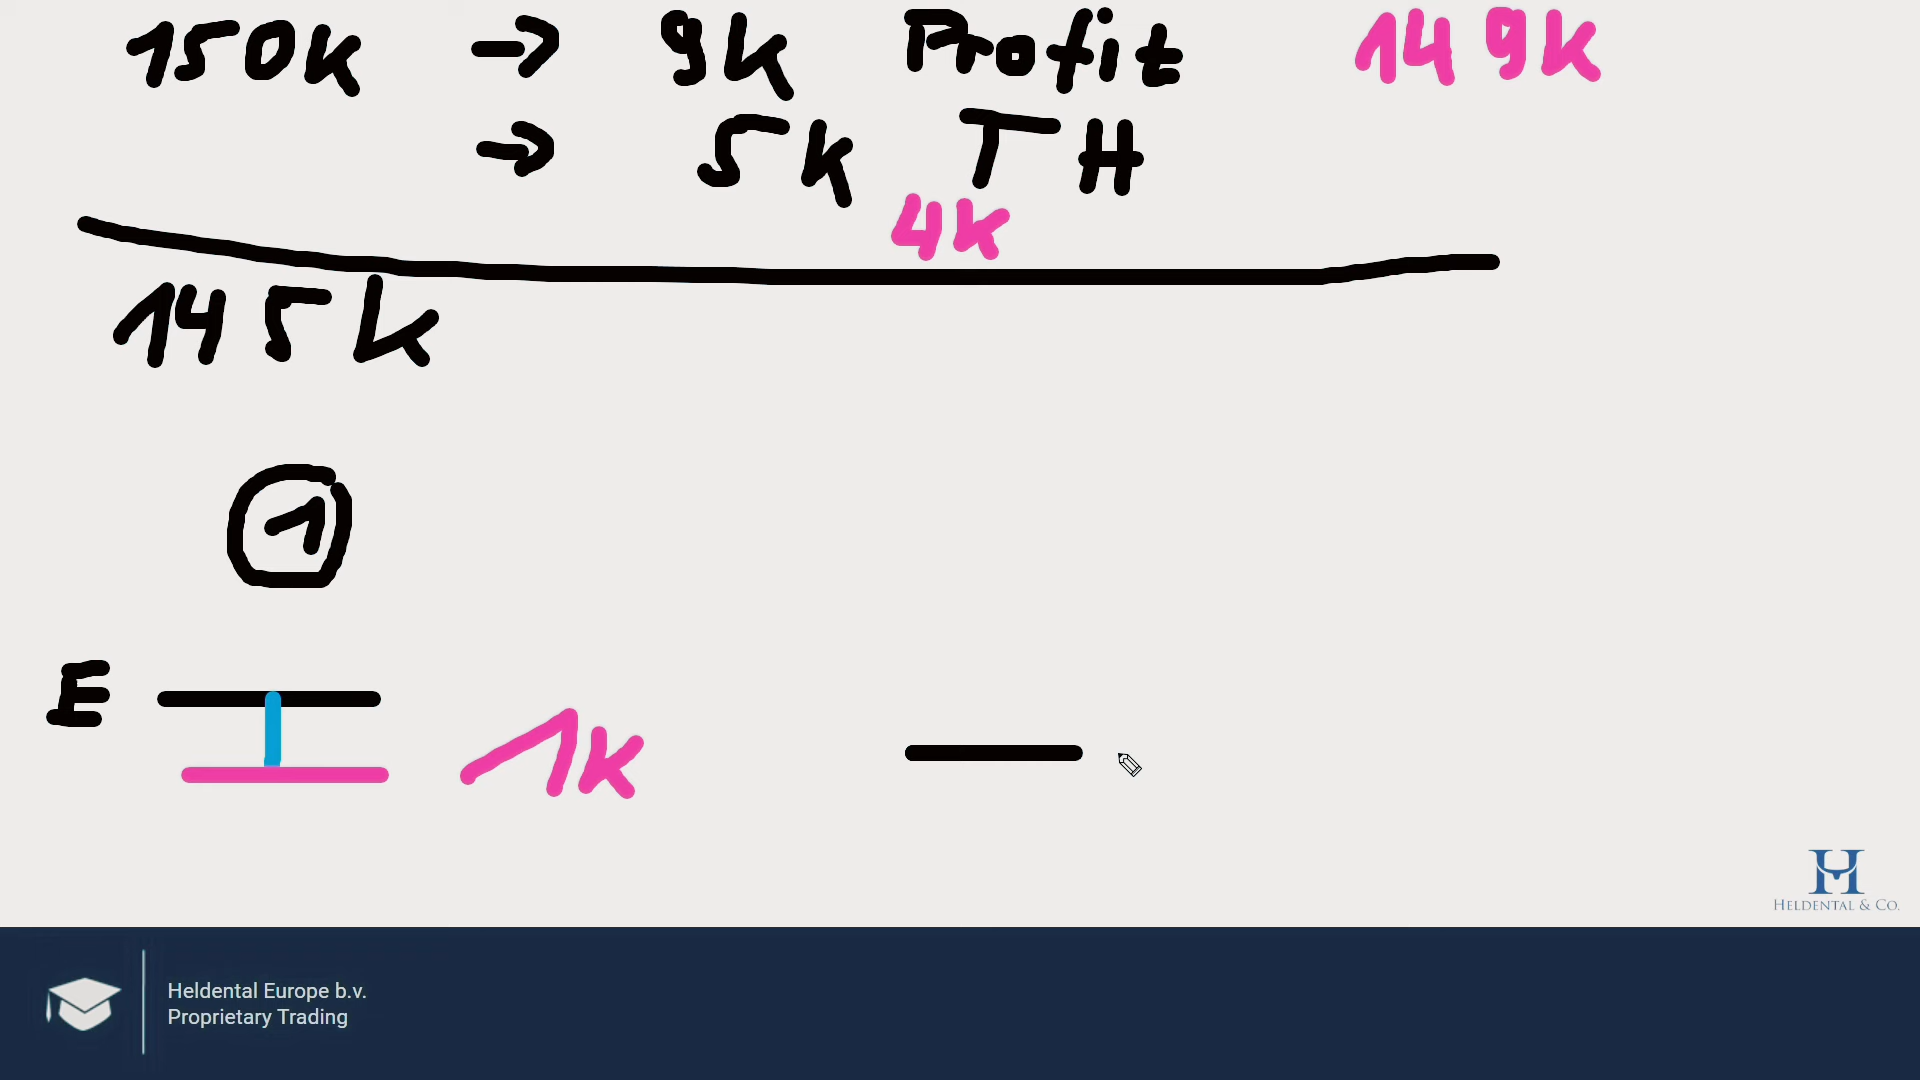 150k → 9k Profit 149k
→ 5k TH
4k
145k
1
E
1k
HELDENTAL & CO.
Heldental Europe b.v.
Proprietary Trading